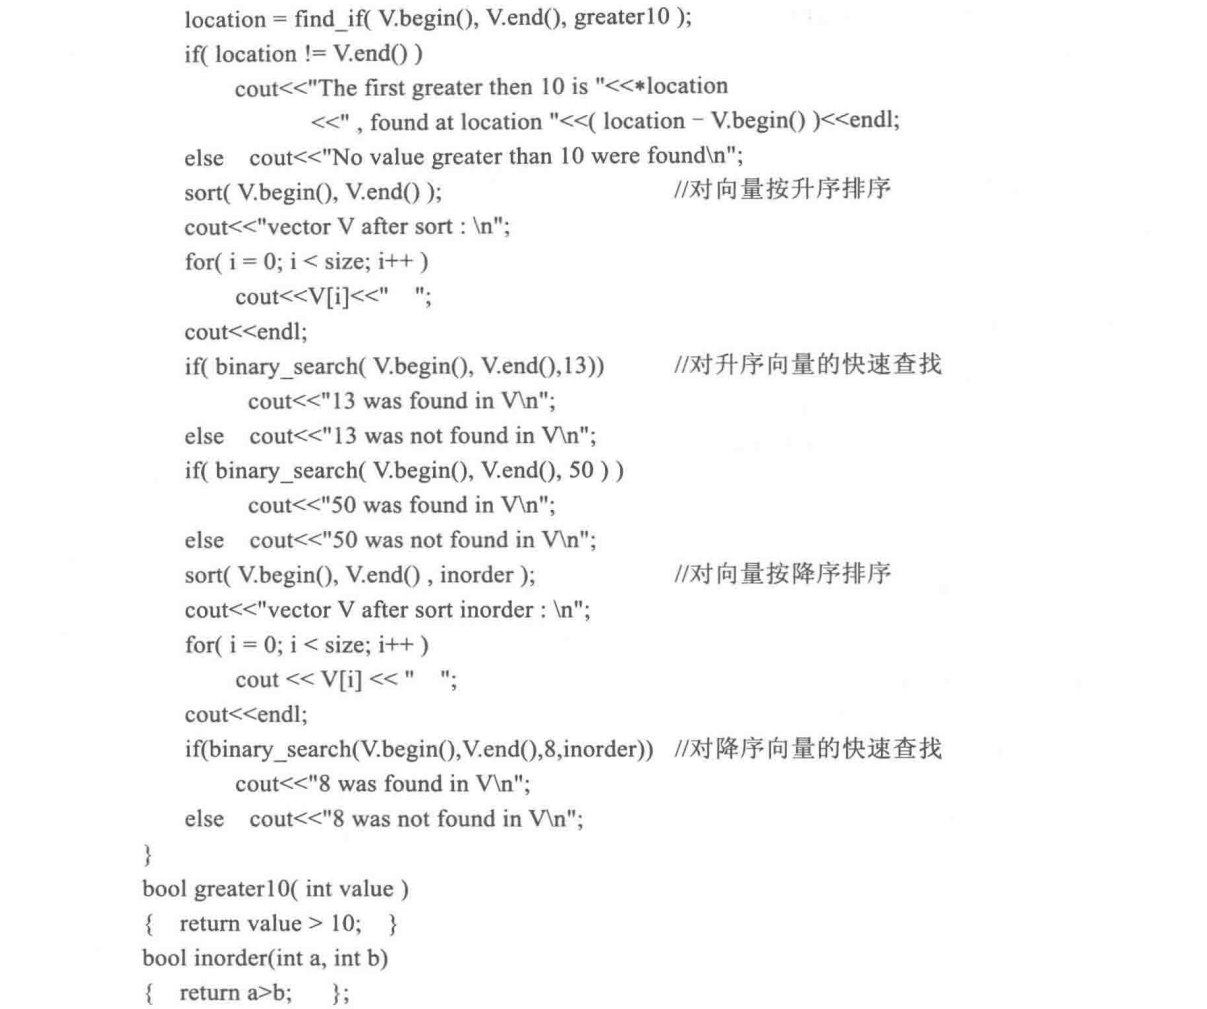 location = find_if( V.begin(), V.end(), greater10 );
if( location != V.end() )
cout<<"The first greater then 10 is "<<*location
<<" , found at location "<<( location - V.begin() )<<endl;
else cout<<"No value greater than 10 were found\n";
sort( V.begin(), V.end() ); //对向量按升序排序
cout<<"vector V after sort : \n";
for( i = 0; i < size; i++ )
cout<<V[i]<<"   ";
cout<<endl;
if( binary_search( V.begin(), V.end(),13)) //对升序向量的快速查找
cout<<"13 was found in V\n";
else cout<<"13 was not found in V\n";
if( binary_search( V.begin(), V.end(), 50 ) )
cout<<"50 was found in V\n";
else cout<<"50 was not found in V\n";
sort( V.begin(), V.end() , inorder ); //对向量按降序排序
cout<<"vector V after sort inorder : \n";
for( i = 0; i < size; i++ )
cout << V[i] << "   ";
cout<<endl;
if(binary_search(V.begin(),V.end(),8,inorder)) //对降序向量的快速查找
cout<<"8 was found in V\n";
else cout<<"8 was not found in V\n";
}
bool greater10( int value )
{ return value > 10; }
bool inorder(int a, int b)
{ return a>b; };